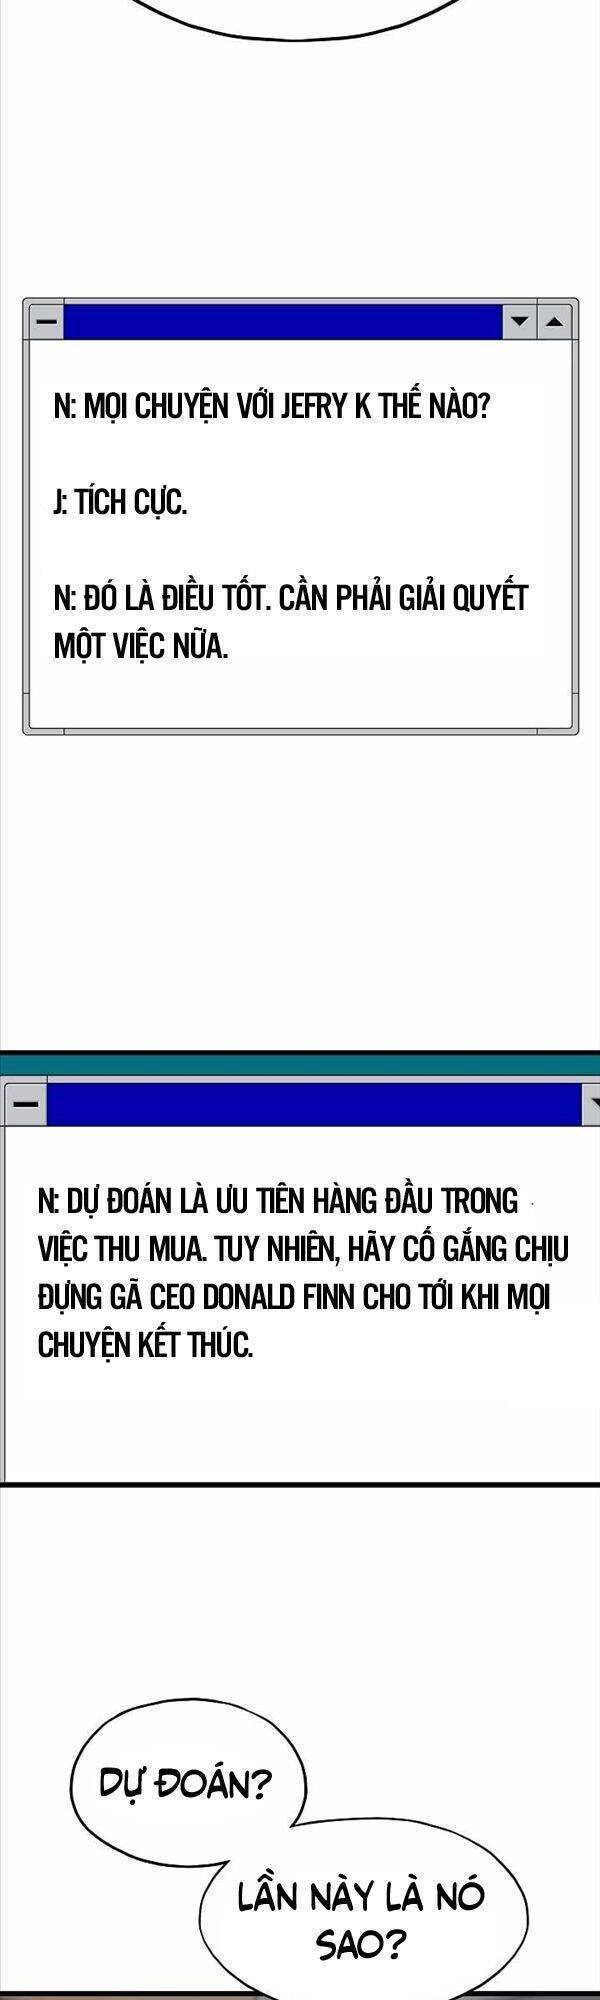 N: MỌI CHUYỆN VỚI JEFRY K THẾ NÀO?
J: TÍCH CỰC.
N: ĐÓ LÀ ĐIỀU TỐT. CẦN PHẢI GIẢI QUYẾT
MỘT VIỆC NỮA.
N: DỰ ĐOÁN LÀ ƯU TIÊN HÀNG ĐẦU TRONG
VIỆC THU MUA. TUY NHIÊN, HÃY CỐ GẮNG CHỊU
ĐỰNG GÃ CEO DONALD FINN CHO TỚI KHI MỌI
CHUYỆN KẾT THÚC.
DỰ ĐOÁN?
LẦN NÀY LÀ NÓ
SAO?